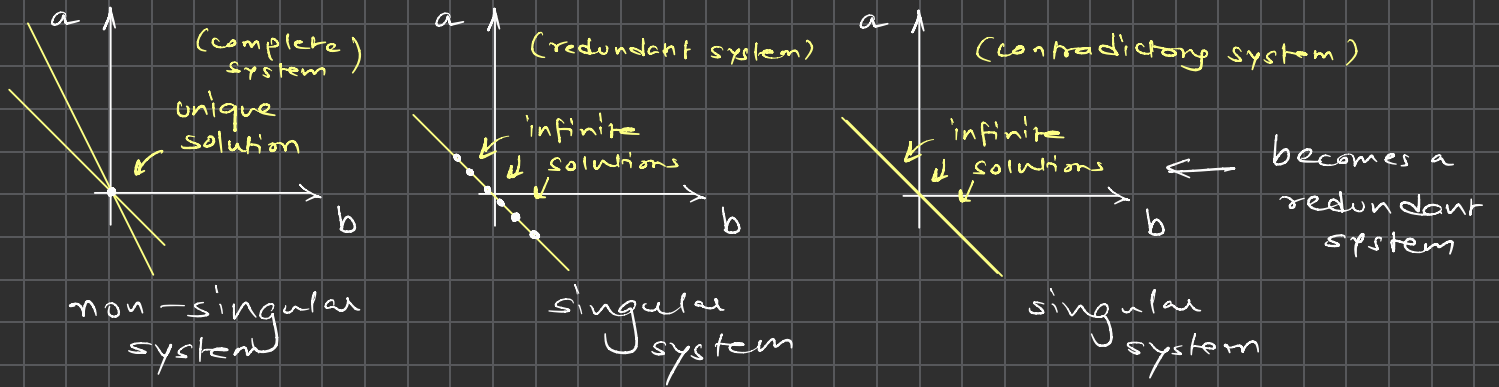 a
(complete
system)
unique
solution
b
non-singular
system
a
(redundant system)
infinite
solutions
b
singular
system
a
(contradictory system)
infinite
solutions
b
becomes a
redundant
system
singular
system